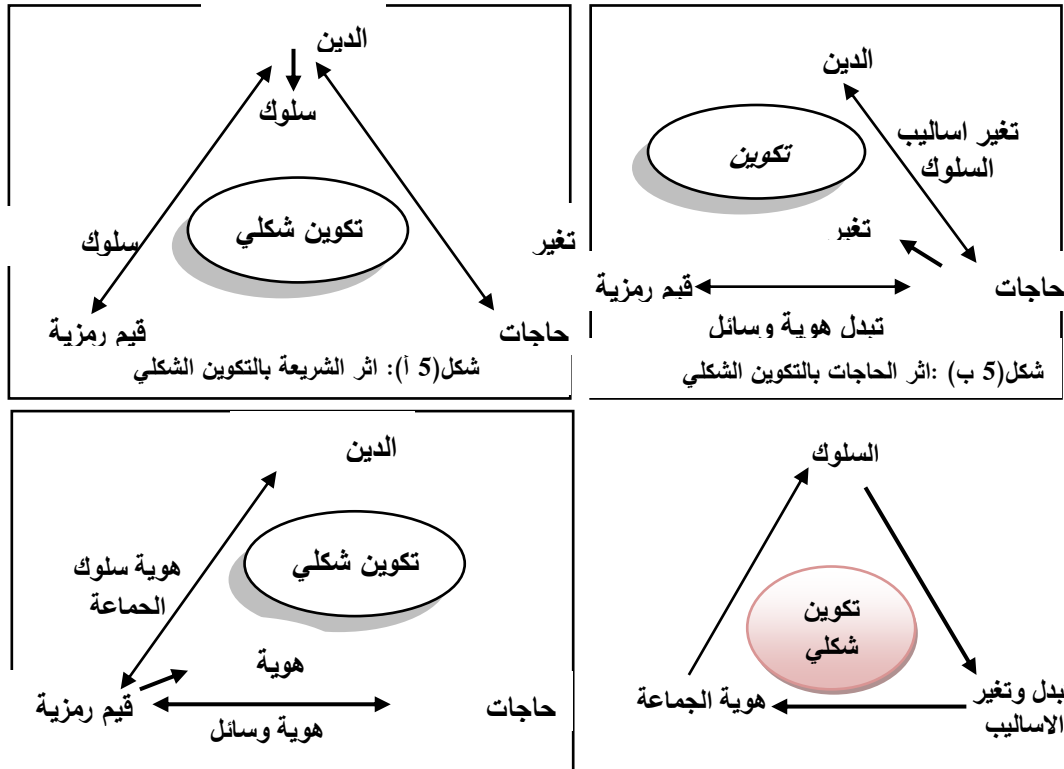 الدين
سلوك
تكوين شكلي
سلوك
تغير
قيم رمزية
حاجات
شكل(5 أ): اثر الشريعة بالتكوين الشكلي
الدين
تغير اساليب
السلوك
تكوين
تغير
حاجات
قيم رمزية
تبدل هوية وسائل
شكل(5 ب) :اثر الحاجات بالتكوين الشكلي
الدين
تكوين شكلي
هوية سلوك
الجماعة
هوية
قيم رمزية
حاجات
هوية وسائل
السلوك
تكوين
شكلي
هوية الجماعة
بدل وتغير
الاساليب